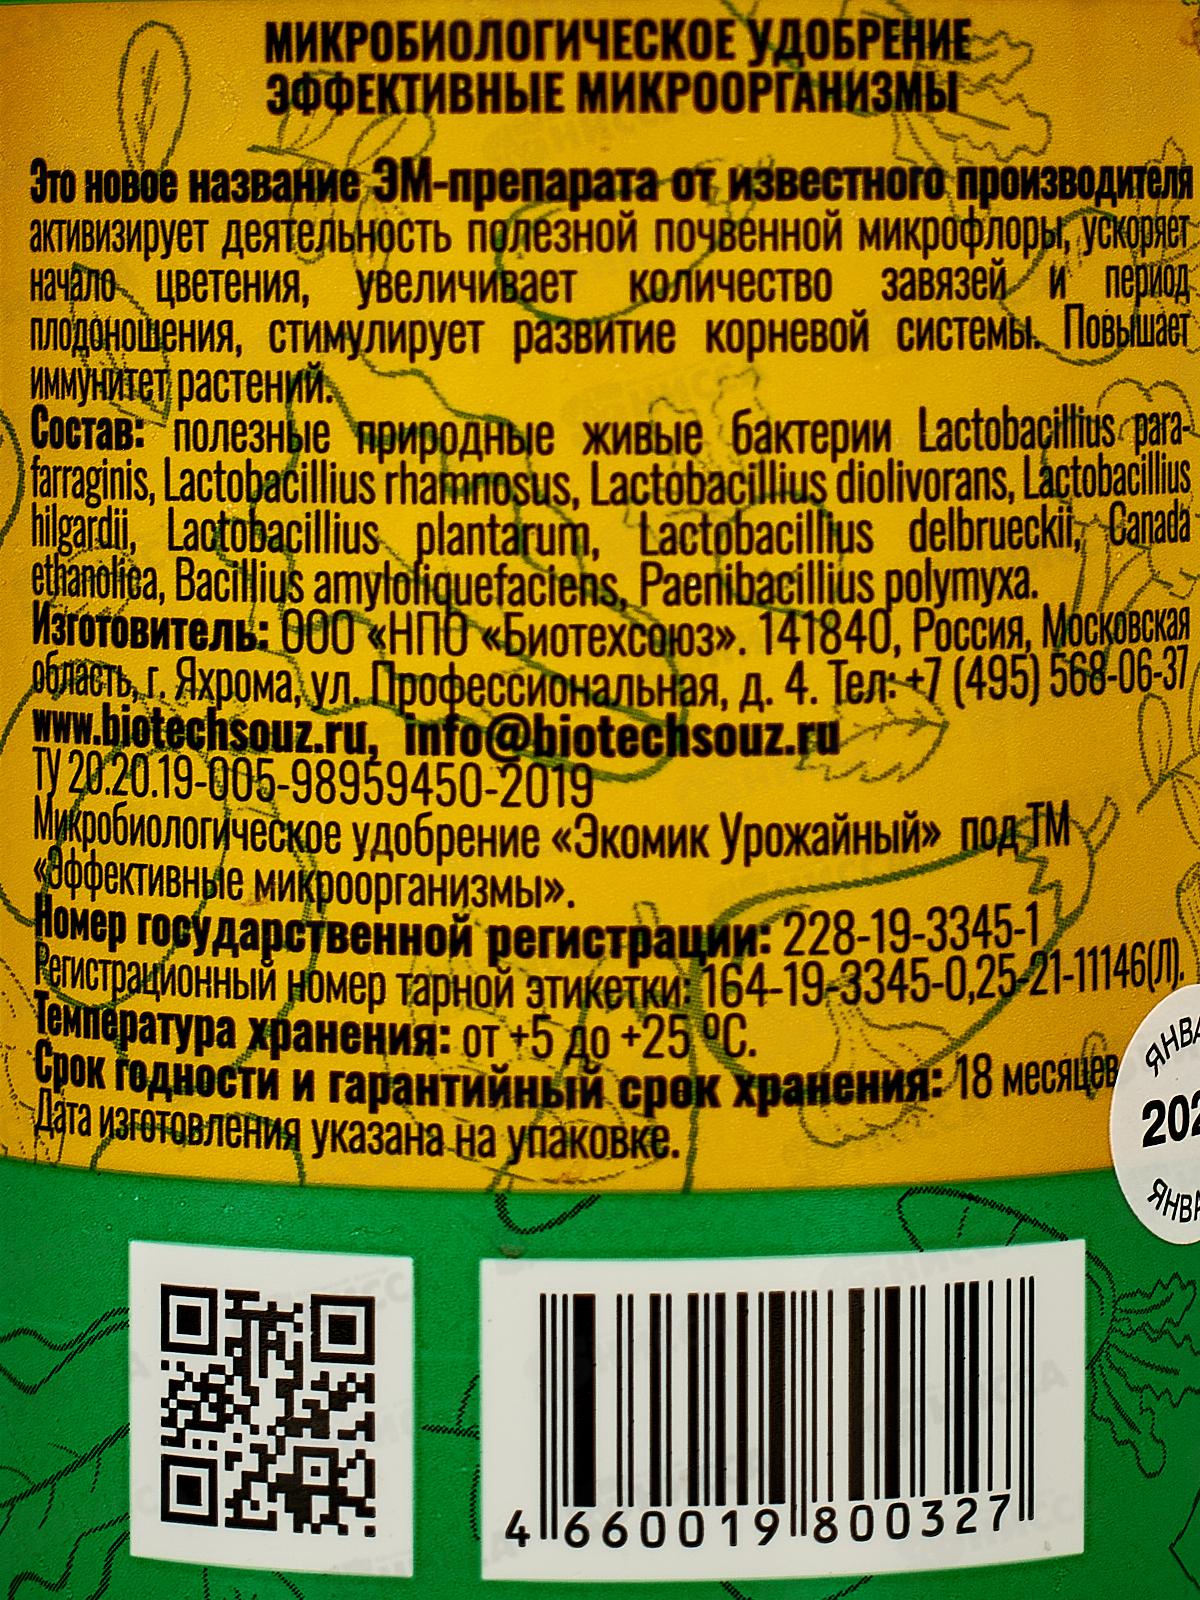 МИКРОБИОЛОГИЧЕСКОЕ УДОБРЕНИЕ
ЭФФЕКТИВНЫЕ МИКРООРГАНИЗМЫ
Это новое название ЭМ-препарата от известного производителя
активизирует деятельность полезной почвенной микрофлоры, ускоряет
начало цветения, увеличивает количество завязей и период
плодоношения, стимулирует развитие корневой системы. Повышает
иммунитет растений.
Состав: полезные природные живые бактерии Lactobacillius para-
farraginis, Lactobacillius rhamnosus, Lactobacillius diolivorans, Lactobacillius
hilgardii, Lactobacillius plantarum, Lactobacillius delbrueckii, Canada
ethanolica, Bacillius amyloliquefaciens, Paenibacillius polymyxa.
Изготовитель: ООО «НПО «Биотехсоюз». 141840, Россия, Московская
область, г. Яхрома, ул. Профессиональная, д. 4. Тел: +7 (495) 568-06-37
www.biotechsouz.ru, info@biotechsouz.ru
ТУ 20.20.19-005-98959450-2019
Микробиологическое удобрение «Экомик Урожайный» под ТМ
«Эффективные микроорганизмы».
Номер государственной регистрации: 228-19-3345-1
Регистрационный номер тарной этикетки: 164-19-3345-0,25-21-11146(Л).
Температура хранения: от +5 до +25 ºС.
Срок годности и гарантийный срок хранения: 18 месяцев
Дата изготовления указана на упаковке.
ЯНВА
202
ЯНВА
4 660019 800327